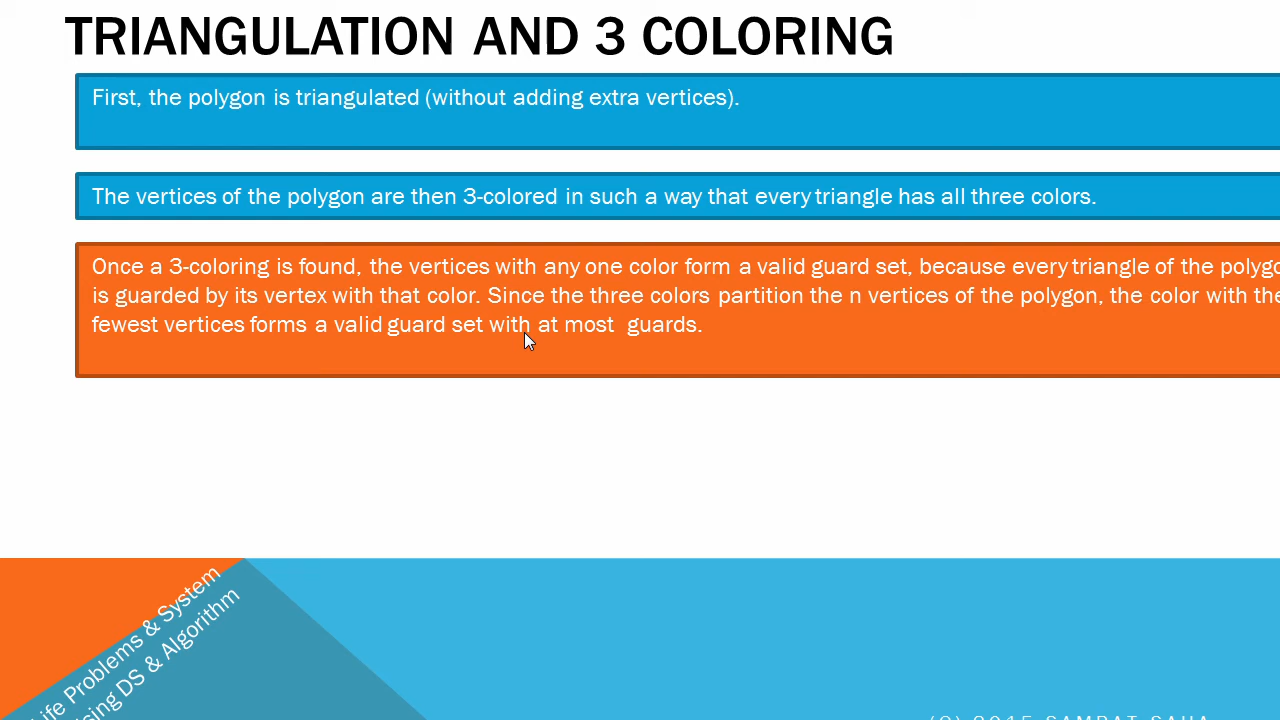 TRIANGULATION AND 3 COLORING
First, the polygon is triangulated (without adding extra vertices).
The vertices of the polygon are then 3-colored in such a way that every triangle has all three colors.
Once a 3-coloring is found, the vertices with any one color form a valid guard set, because every triangle of the polygo
is guarded by its vertex with that color. Since the three colors partition the n vertices of the polygon, the color with the
fewest vertices forms a valid guard set with at most guards.
Life Problems & System
sing DS & Algorithm
(C) 2015 SAMRAT SAHA